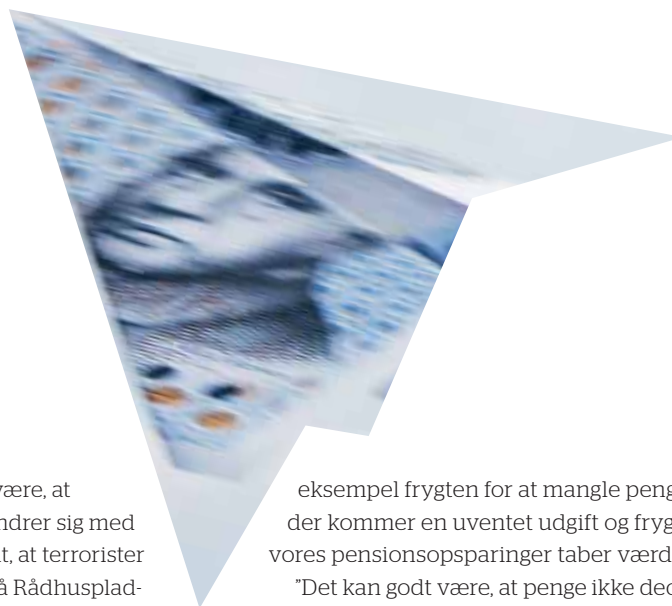 være, at
ndrer sig med
t, at terrorister
å Rådhusplad-
eksempel frygten for at mangle peng
der kommer en uventet udgift og fryg
vores pensionsopsparinger taber værd
”Det kan godt være, at penge ikke dec